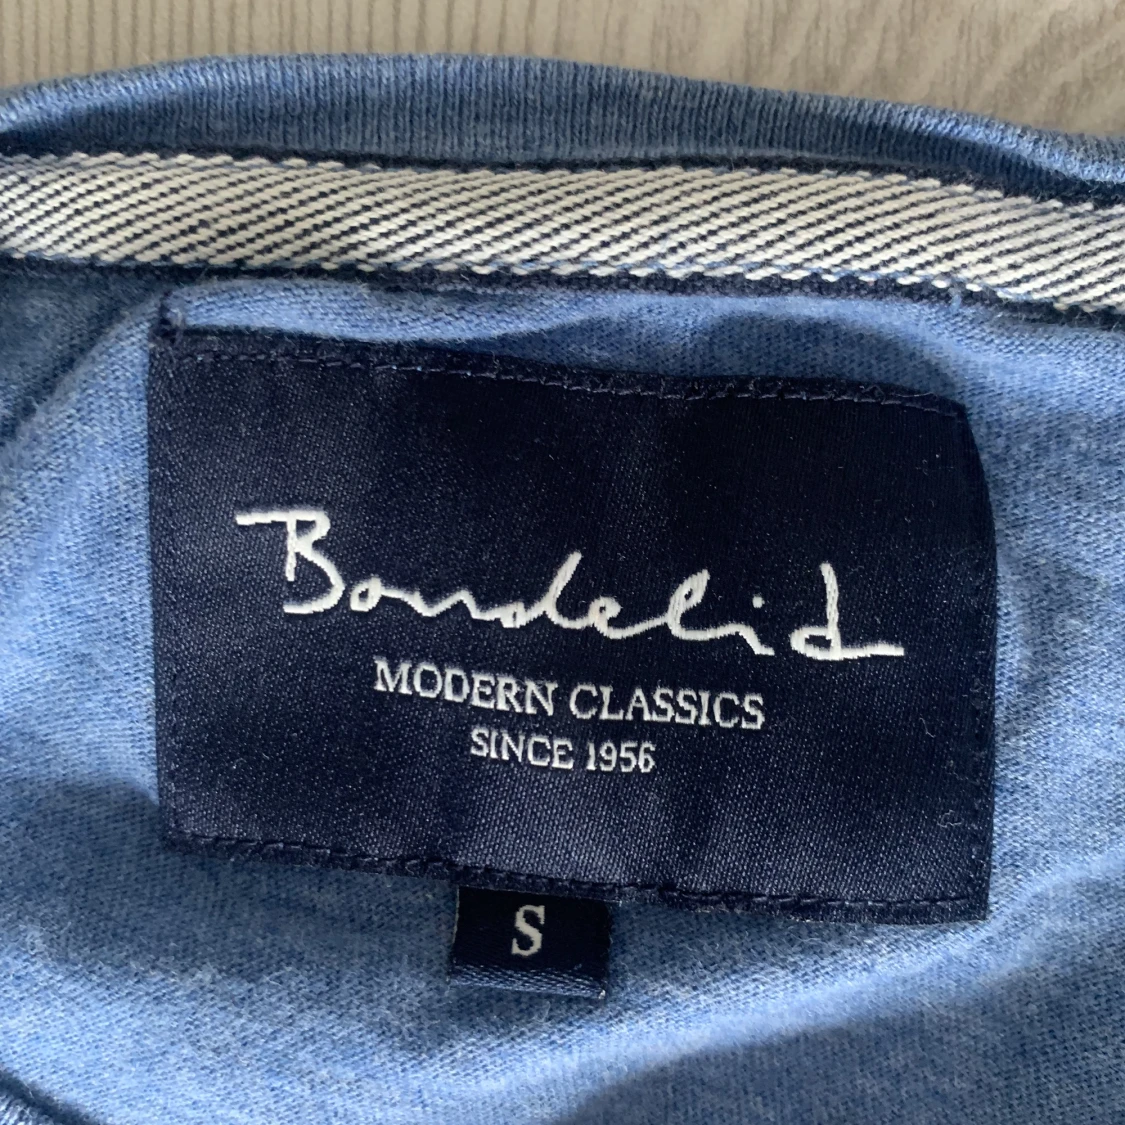 Bondelid
MODERN CLASSICS
SINCE 1956
S